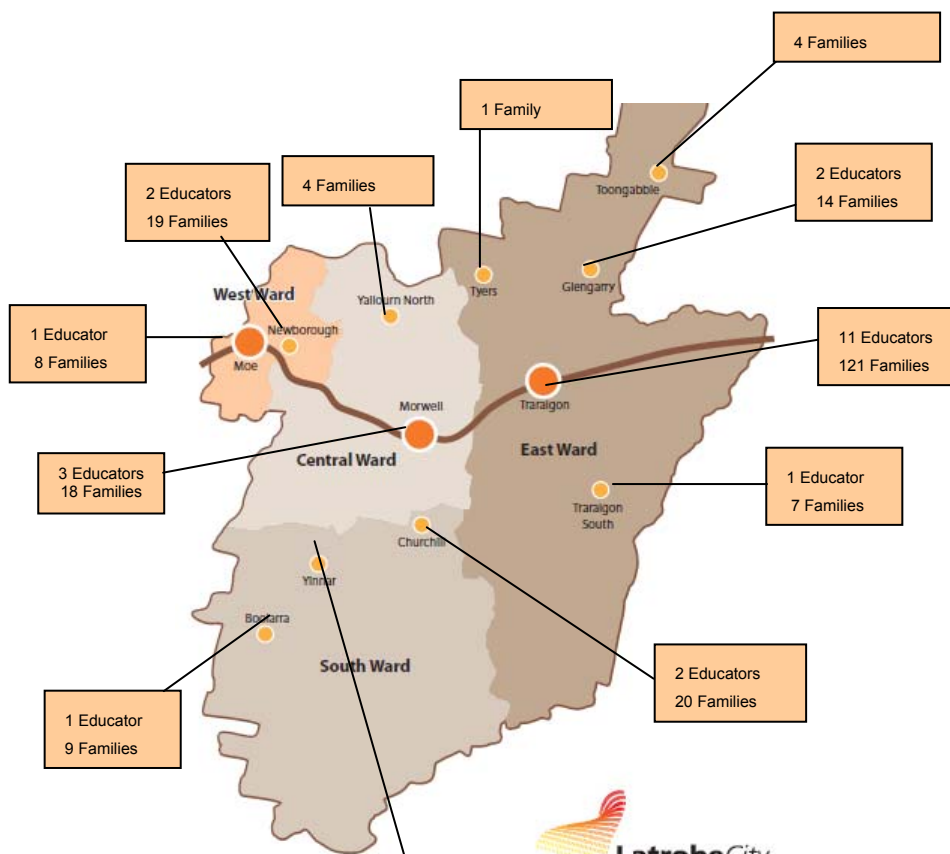 4 Families
1 Family
2 Educators
19 Families
4 Families
2 Educators
14 Families
Toongabble
West Ward
Yallourn North
Tyers
Glengarry
1 Educator
8 Families
Newborough
Moe
11 Educators
121 Families
Morwell
Traralgon
3 Educators
18 Families
Central Ward
East Ward
1 Educator
7 Families
Traralgon
South
Churchill
Yinnar
Boolarra
South Ward
2 Educators
20 Families
1 Educator
9 Families
LatrobeCity